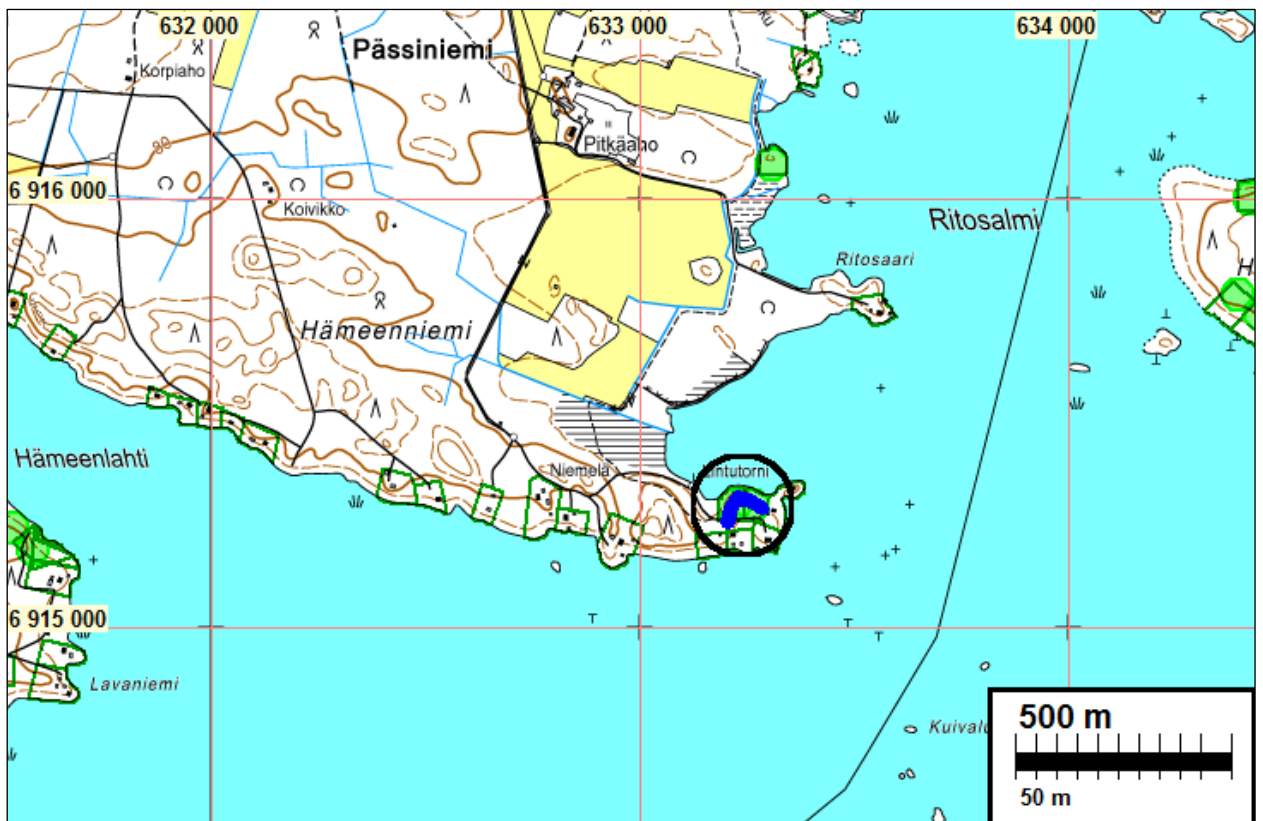 632 000
633 000
634 000
Pässiniemi
Korpiaho
Pitkäaho
80
6 916 000
Koivikko
Ritosalmi
Ritosaari
Hämeenniemi
Hämeenlahti
Niemelä
6 915 000
Lavaniemi
500 m
50 m